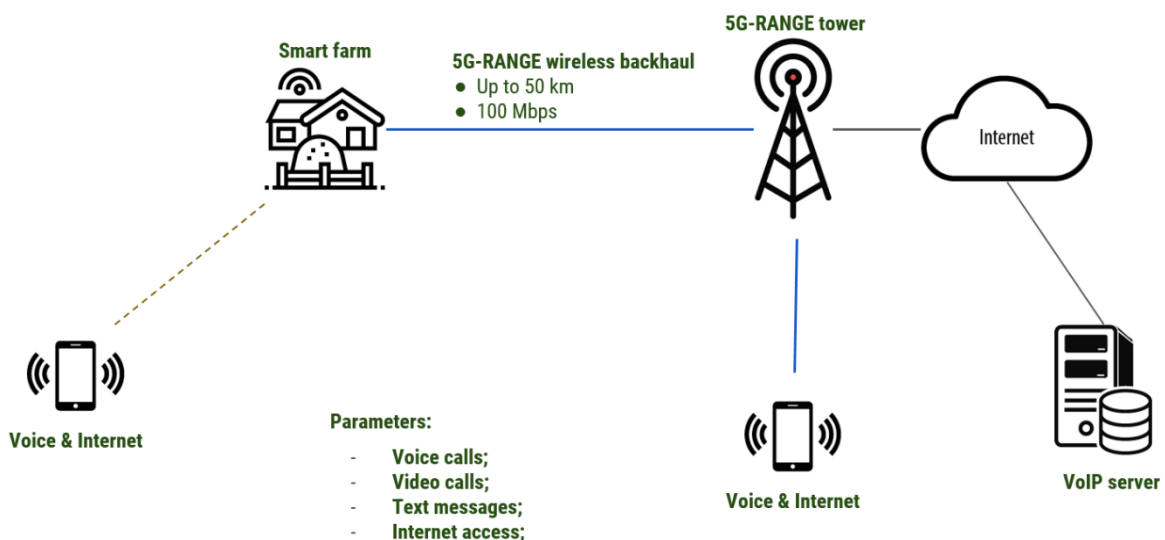 5G-RANGE tower
Smart farm
5G-RANGE wireless backhaul
● Up to 50 km
● 100 Mbps
Internet
Voice & Internet
Parameters:
- Voice calls;
- Video calls;
- Text messages;
- Internet access;
Voice & Internet
VoIP server